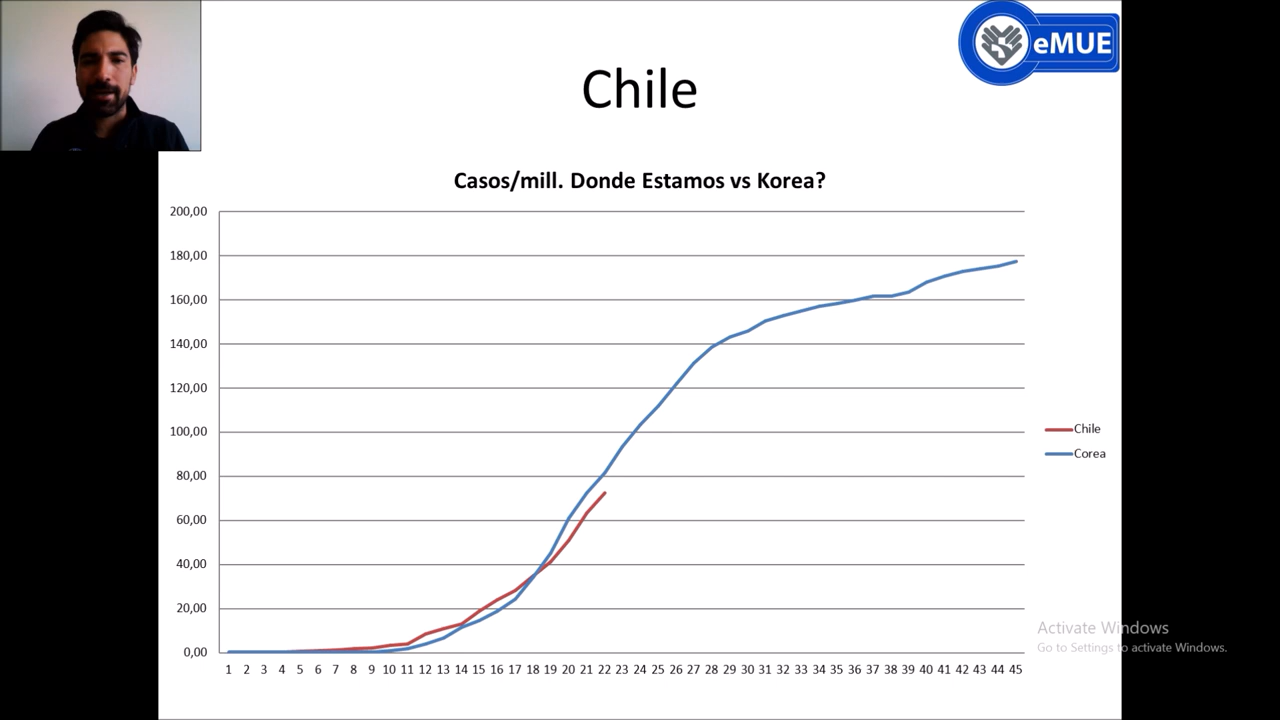 eMUE
Chile
Casos/mill. Donde Estamos vs Korea?
200,00
180,00
160,00
140,00
120,00
100,00
80,00
60,00
40,00
20,00
0,00
1 2 3 4 5 6 7 8 9 10 11 12 13 14 15 16 17 18 19 20 21 22 23 24 25 26 27 28 29 30 31 32 33 34 35 36 37 38 39 40 41 42 43 44 45
Chile
Corea
Activate Windows
Go to Settings to activate Windows.